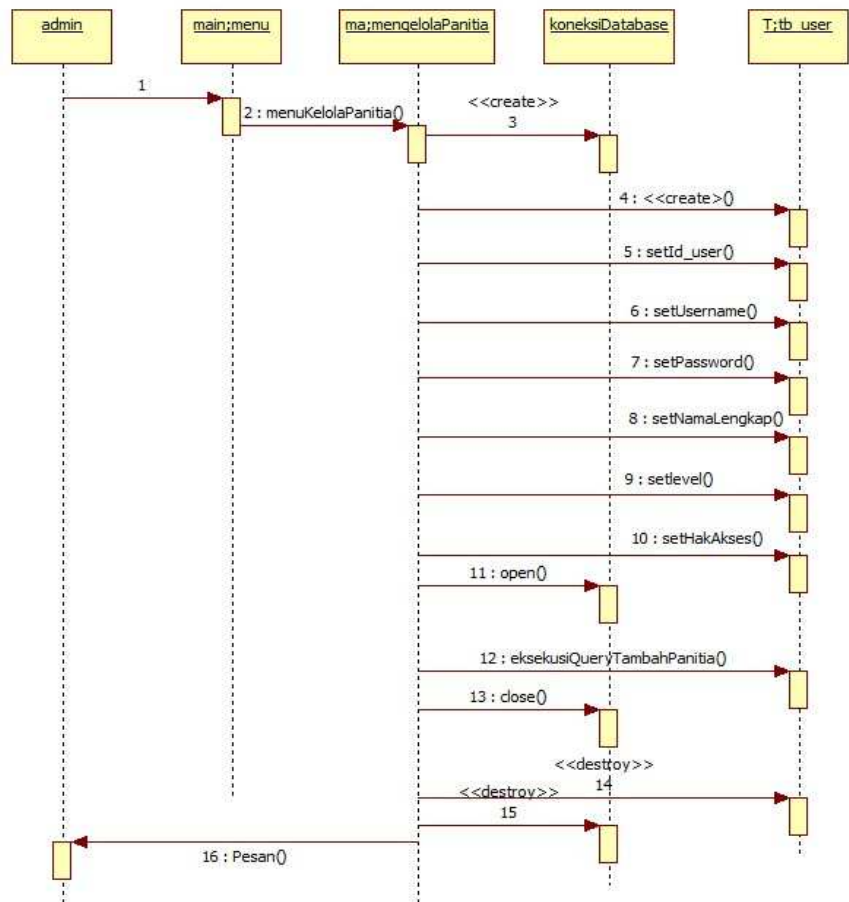 admin
main;menu
ma;mengelolaPanitia
koneksiDatabase
T;tb_user
1
2 : menuKelolaPanitia()
<<create>>
3
4 : <<create>()
5 : setId_user()
6 : setUsername()
7 : setPassword()
8 : setNamaLengkap()
9 : setlevel()
10 : setHakAkses()
11 : open()
12 : eksekusiQueryTambahPanitia()
13 : close()
<<destroy>>
14
<<destroy>>
15
16 : Pesan()